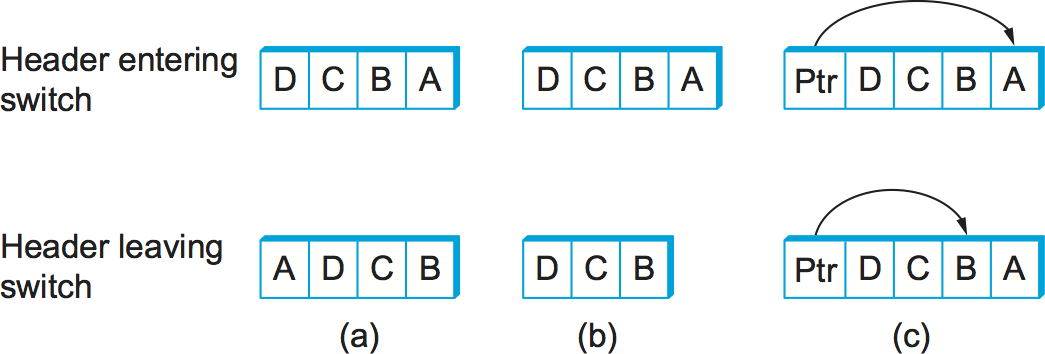 Header entering
switch
D C B A
D C B A
Ptr D C B A
Header leaving
switch
A D C B
D C B
Ptr D C B A
(a)
(b)
(c)